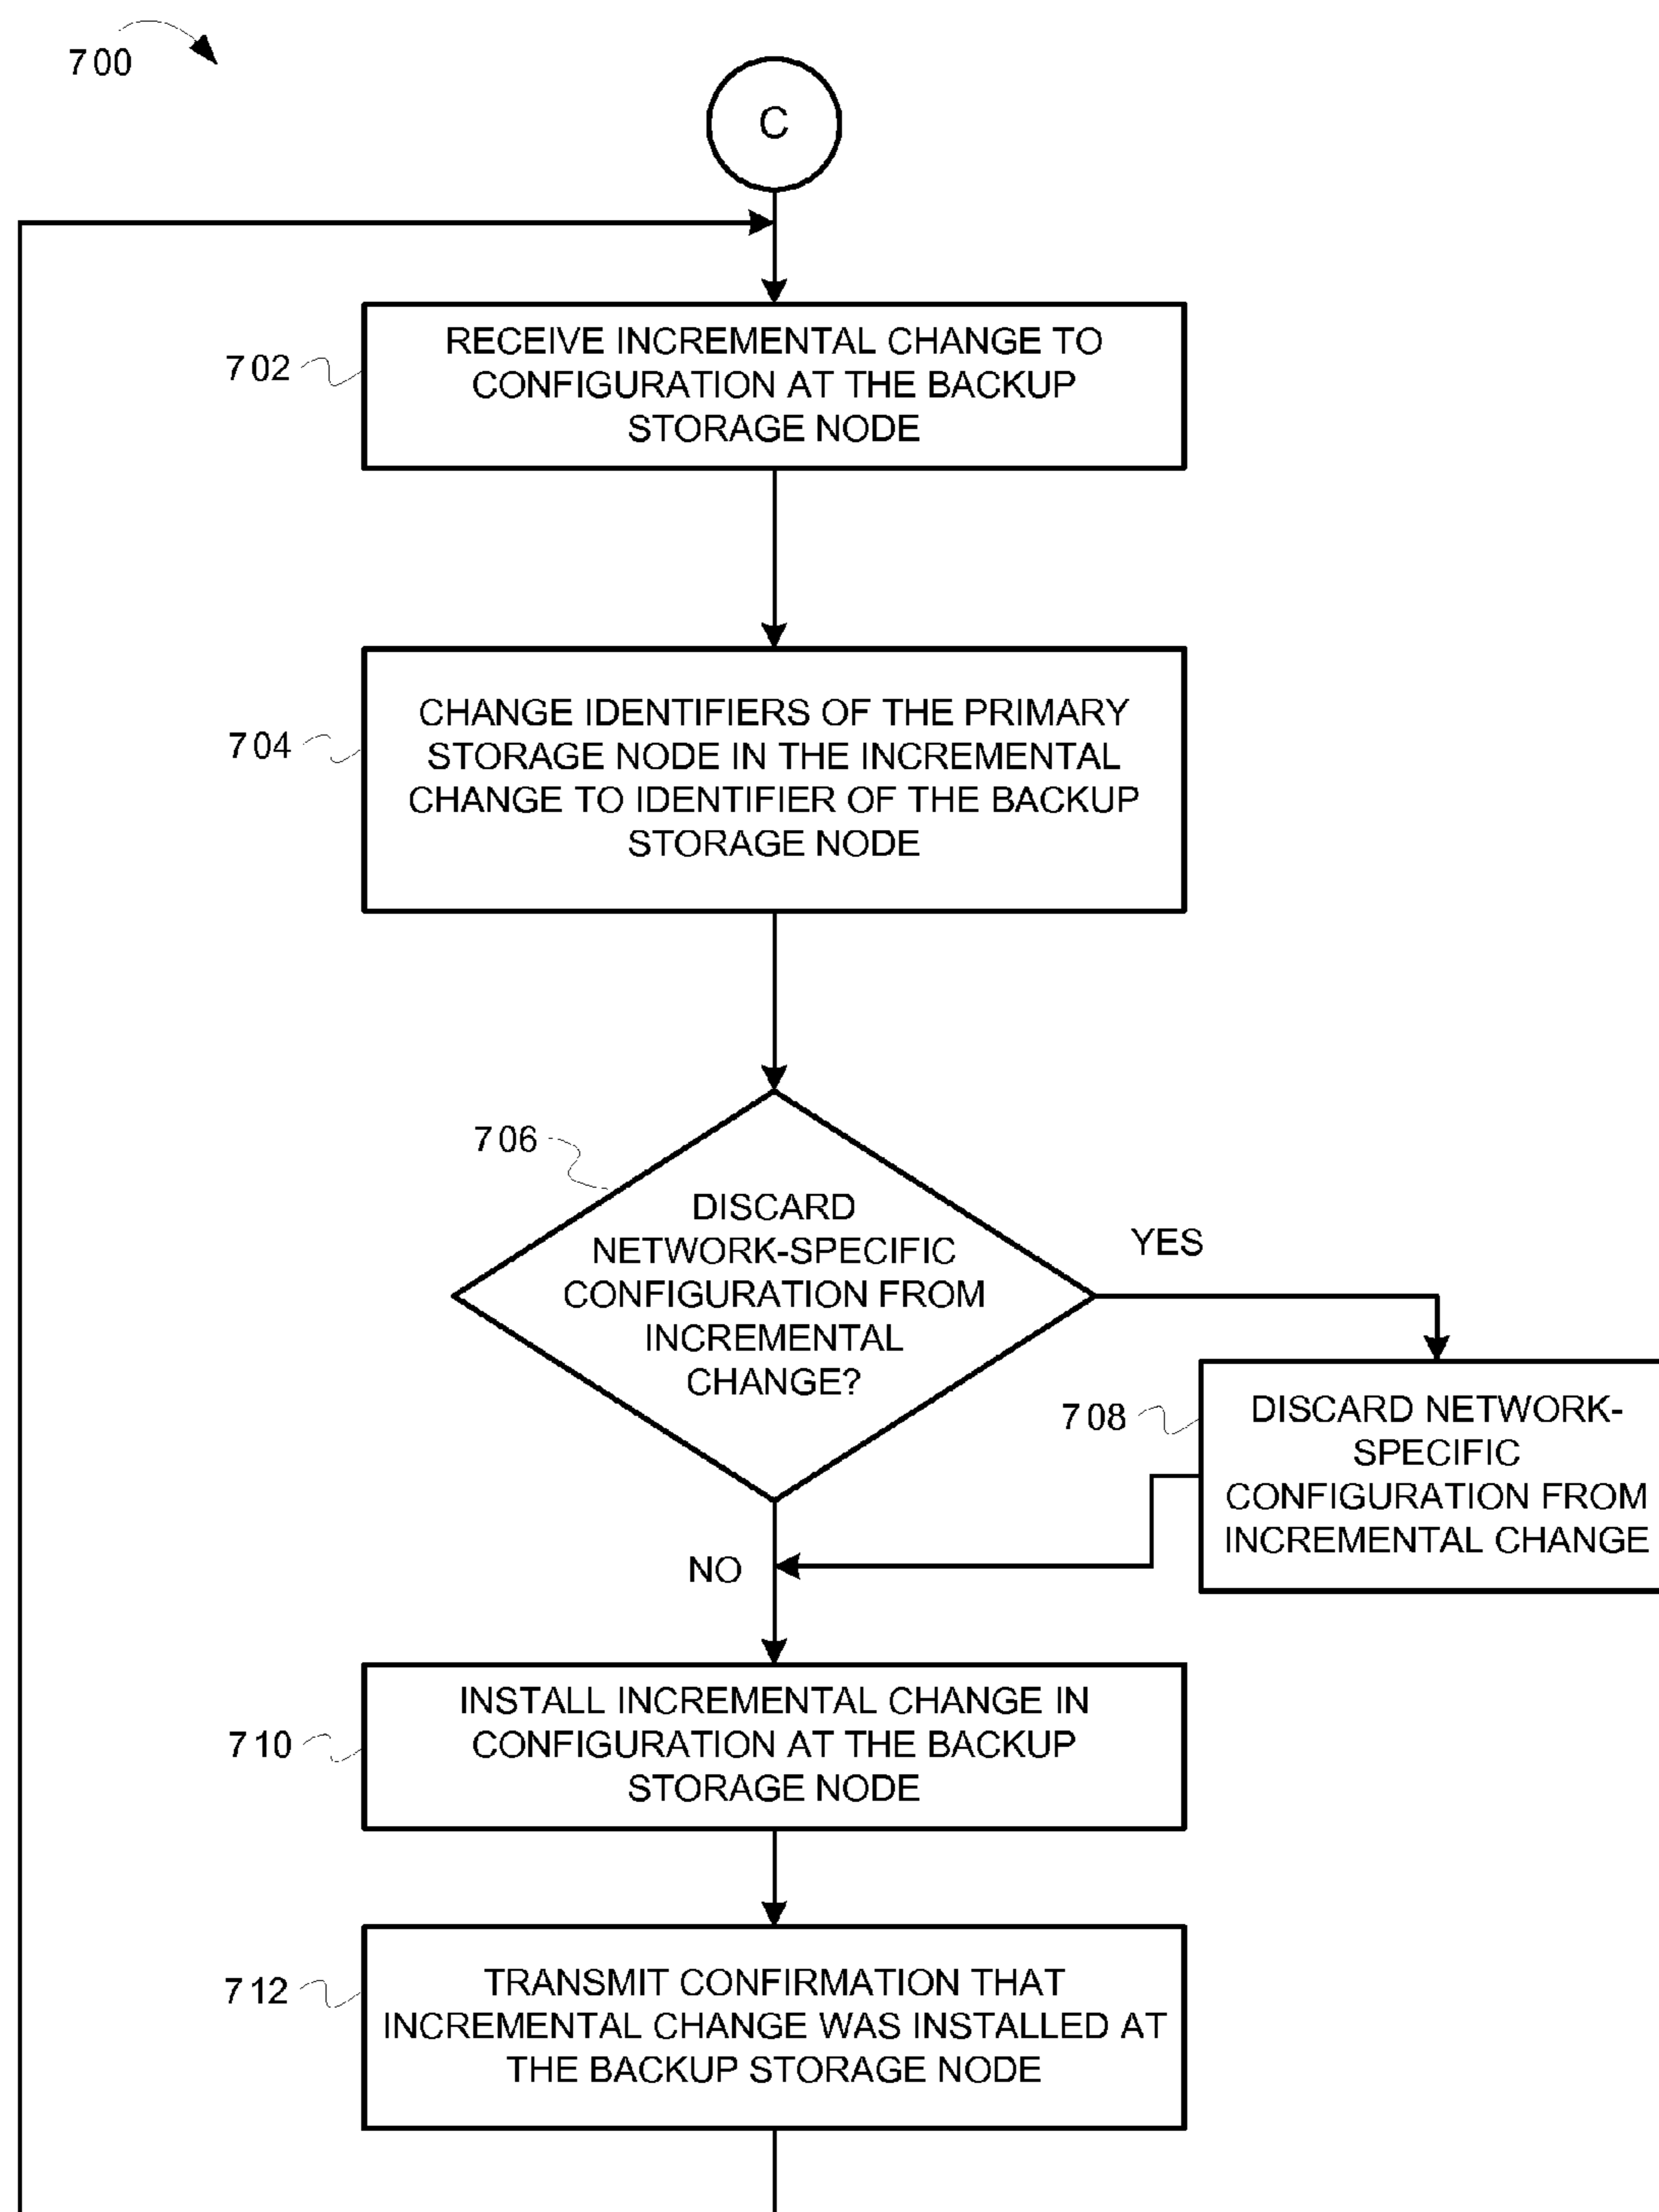 700
C
702
RECEIVE INCREMENTAL CHANGE TO
CONFIGURATION AT THE BACKUP
STORAGE NODE
704
CHANGE IDENTIFIERS OF THE PRIMARY
STORAGE NODE IN THE INCREMENTAL
CHANGE TO IDENTIFIER OF THE BACKUP
STORAGE NODE
706
DISCARD
NETWORK-SPECIFIC
CONFIGURATION FROM
INCREMENTAL
CHANGE?
YES
708
DISCARD NETWORK-
SPECIFIC
CONFIGURATION FROM
INCREMENTAL CHANGE
NO
710
INSTALL INCREMENTAL CHANGE IN
CONFIGURATION AT THE BACKUP
STORAGE NODE
712
TRANSMIT CONFIRMATION THAT
INCREMENTAL CHANGE WAS INSTALLED AT
THE BACKUP STORAGE NODE